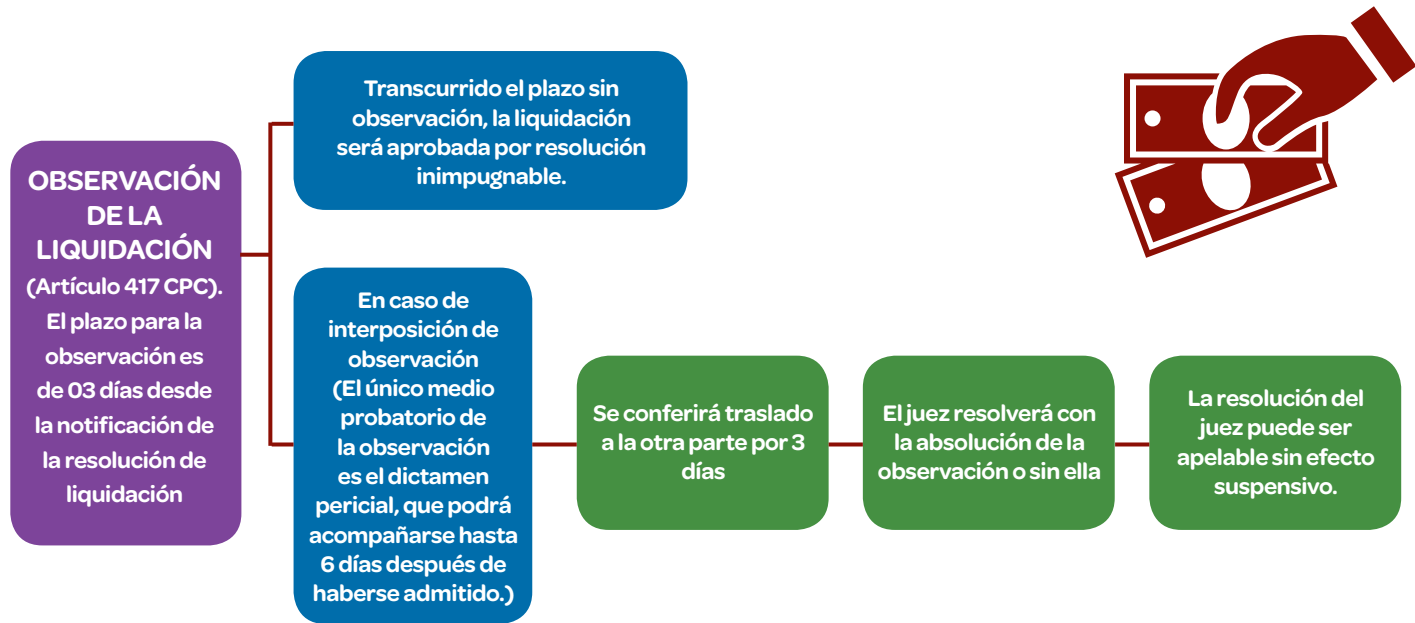 OBSERVACIÓN
DE LA
LIQUIDACIÓN
(Artículo 417 CPC).
El plazo para la
observación es
de 03 días desde
la notificación de
la resolución de
liquidación
Transcurrido el plazo sin
observación, la liquidación
será aprobada por resolución
inimpugnable.
En caso de
interposición de
observación
(El único medio
probatorio de
la observación
es el dictamen
pericial, que podrá
acompañarse hasta
6 días después de
haberse admitido.)
Se conferirá traslado
a la otra parte por 3
días
El juez resolverá con
la absolución de la
observación o sin ella
La resolución del
juez puede ser
apelable sin efecto
suspensivo.